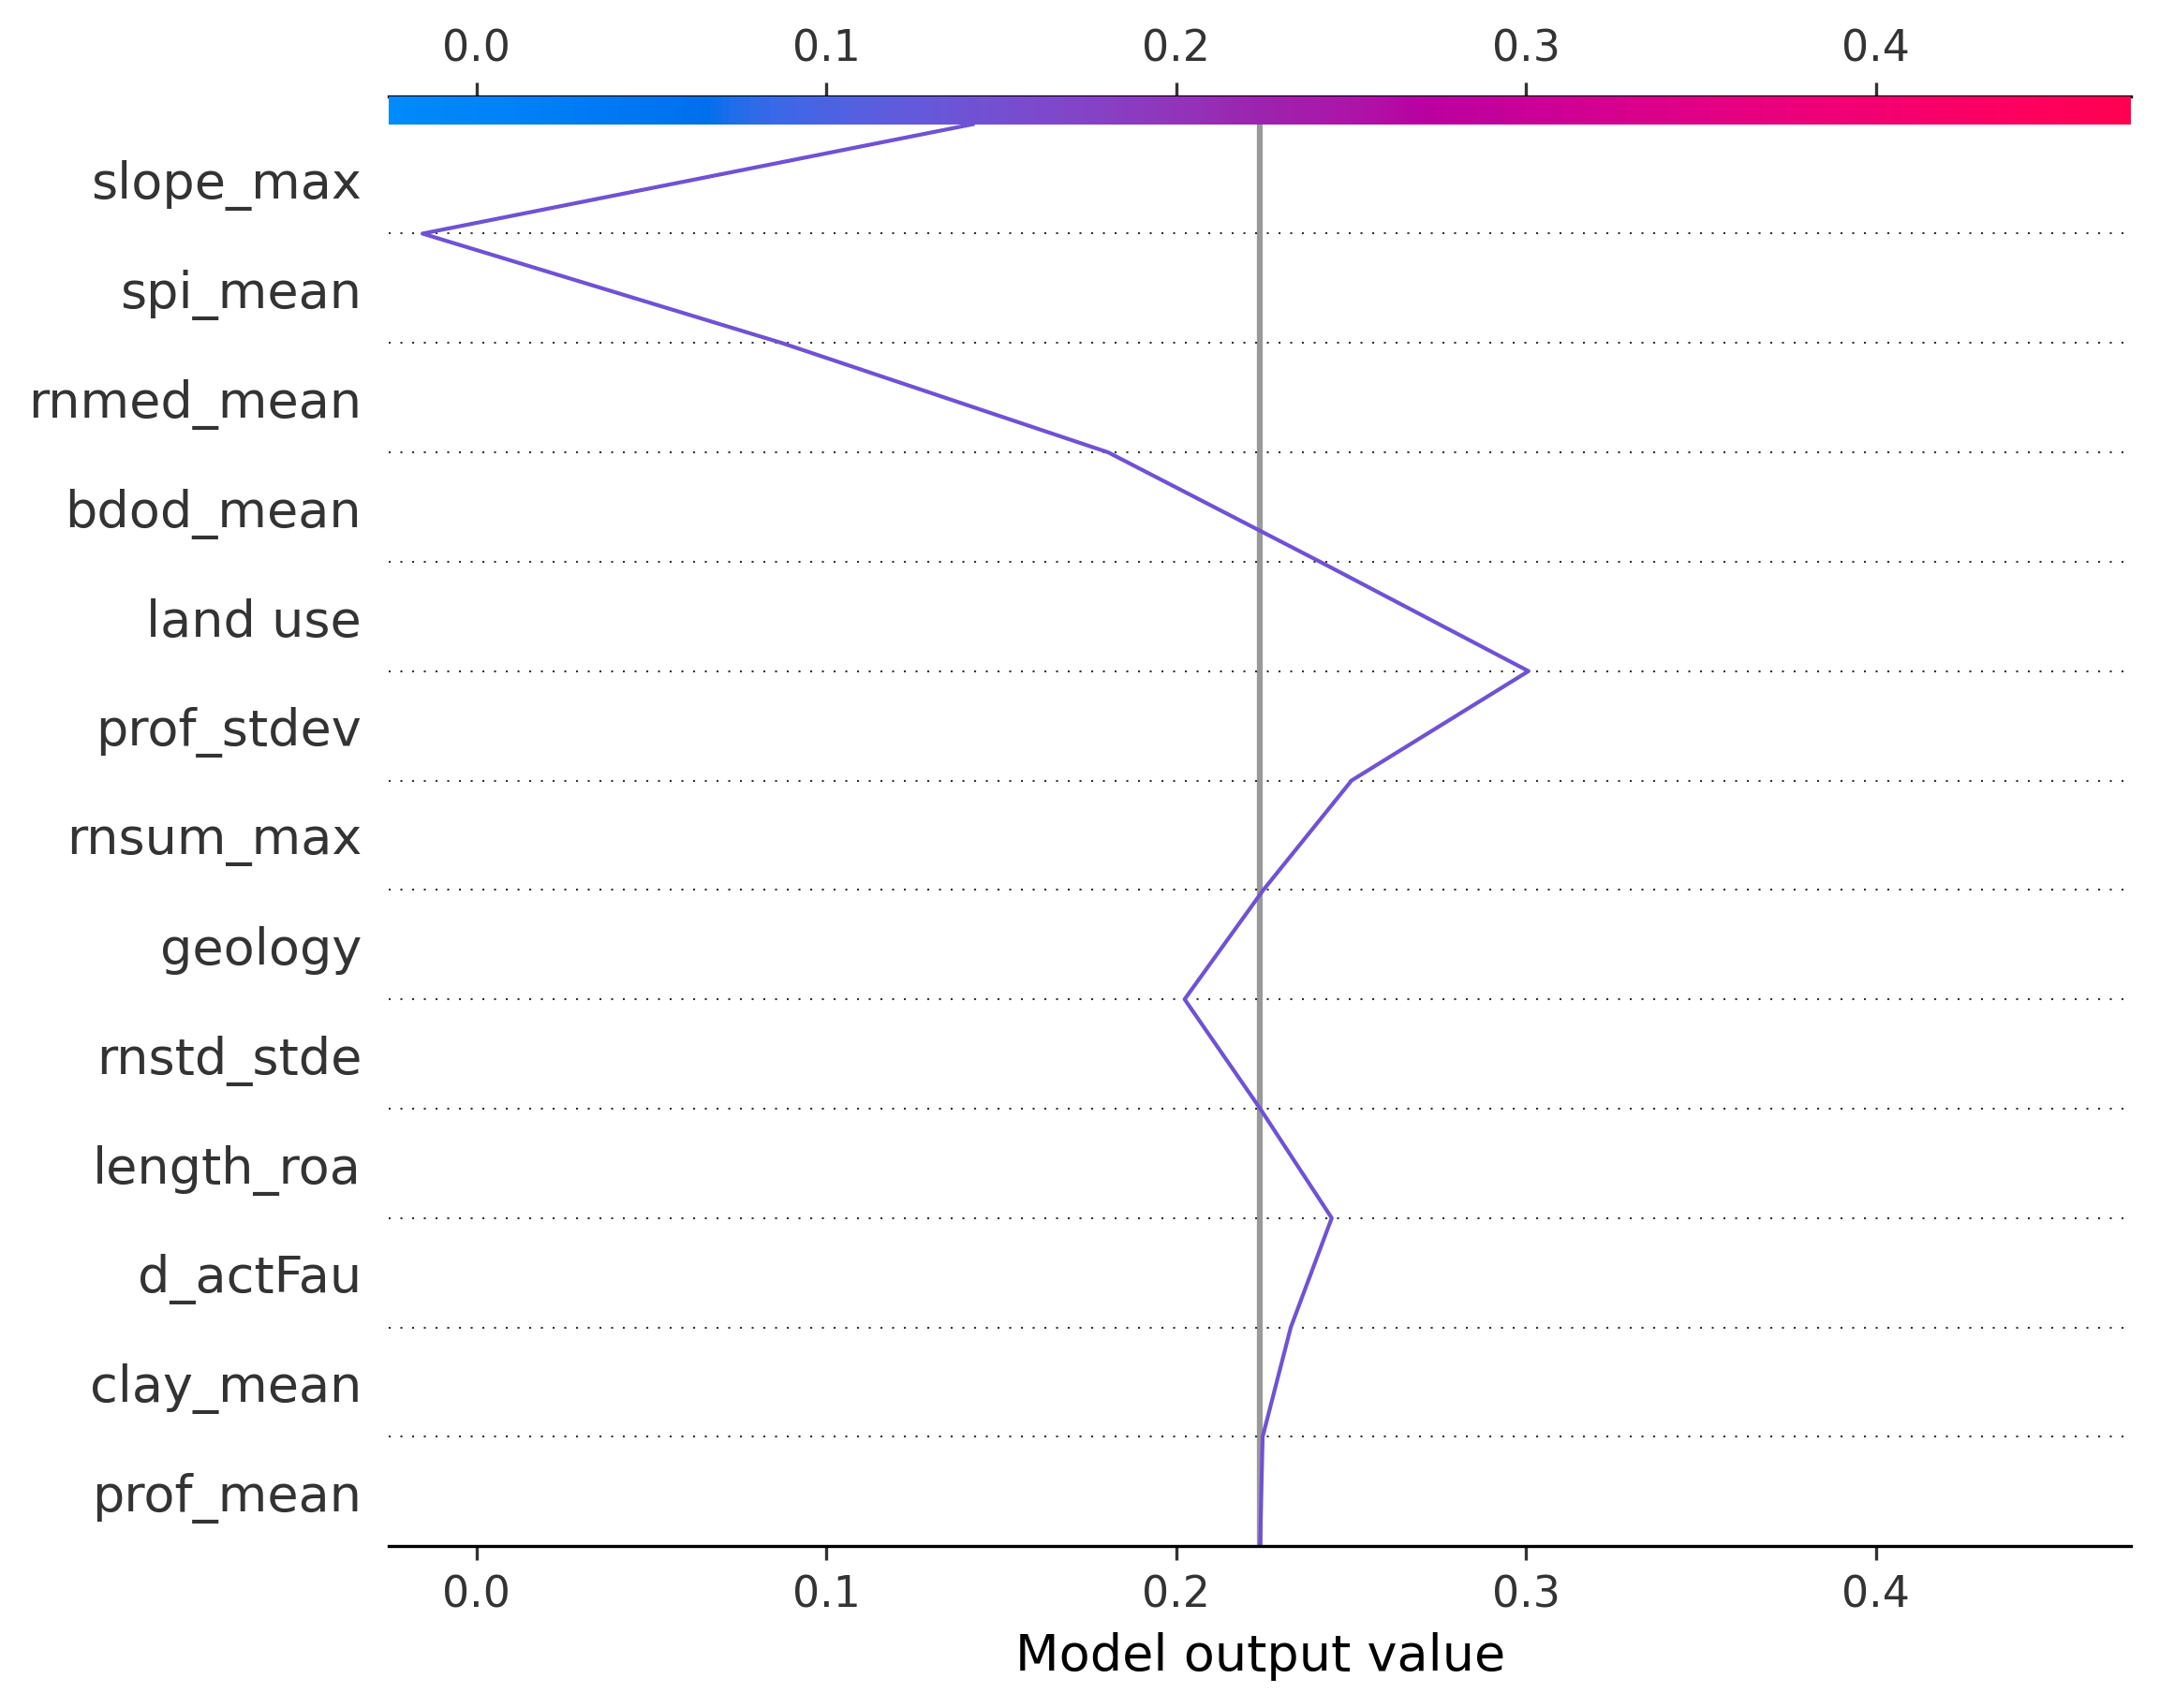 0.0 0.1 0.2 0.3 0.4
slope_max
spi_mean
rnmed_mean
bdod_mean
land use
prof_stdev
rnsum_max
geology
rnstd_stde
length_roa
d_actFau
clay_mean
prof_mean
0.0 0.1 0.2 0.3 0.4
Model output value